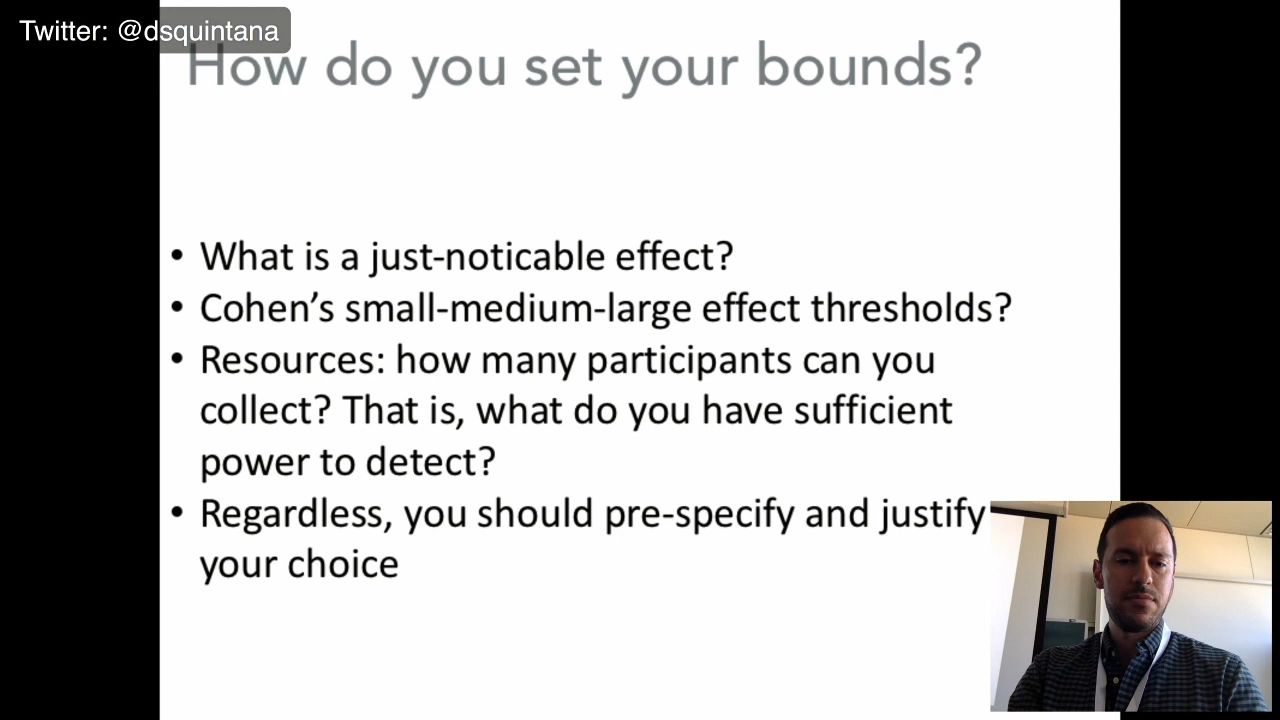 Twitter: @dsquintana
How do you set your bounds?
• What is a just-noticable effect?
• Cohen’s small-medium-large effect thresholds?
• Resources: how many participants can you
collect? That is, what do you have sufficient
power to detect?
• Regardless, you should pre-specify and justify
your choice